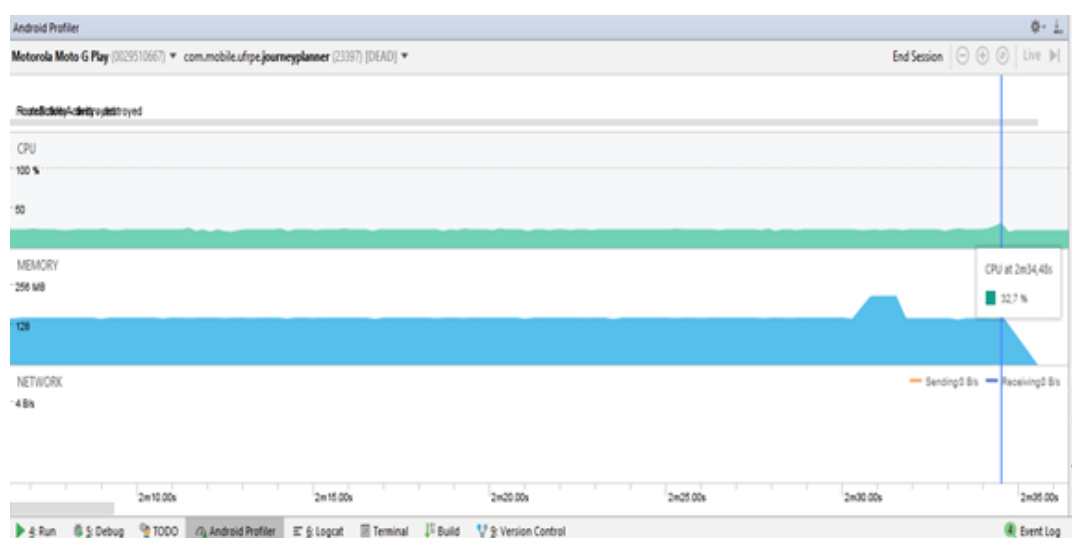 Android Profiler
Motorola Moto G Play (0029510667) com.mobile.ufrpe.journeyplanner (23397) [DEAD] End Session Live
destroyed
CPU
100 %
50
MEMORY
256 MB
128
CPU at 2m34,48s
32,7 %
NETWORK
Sending:0 B/s Receiving:0 B/s
4 B/s
2m10.00s 2m15.00s 2m20.00s 2m25.00s 2m30.00s 2m35.00s
4: Run 5: Debug TODO Android Profiler 6: Logcat Terminal Build 9: Version Control Event Log